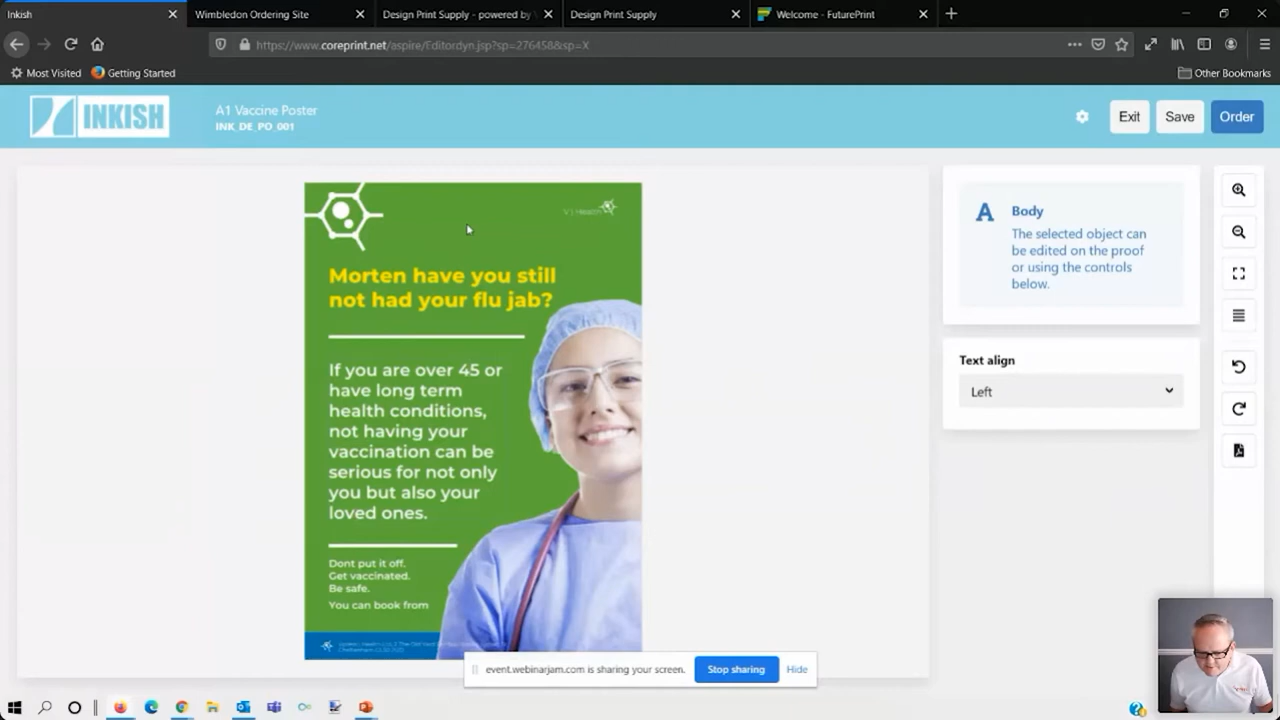 Inkish
Wimbledon Ordering Site
Design Print Supply - powered by
Design Print Supply
Welcome - FuturePrint
https://www.coreprint.net/aspire/Editordyn.jsp?sp=276458&sp=X
Most Visited
Getting Started
Other Bookmarks
INKISH
A1 Vaccine Poster
INK_DE_PO_001
Exit
Save
Order
Health
Morten have you still
not had your flu jab?
If you are over 45 or
have long term
health conditions,
not having your
vaccination can be
serious for not only
you but also your
loved ones.
Dont put it off.
Get vaccinated.
Be safe.
You can book from
A
Body
The selected object can
be edited on the proof
or using the controls
below.
Text align
Left
event.webinarjam.com is sharing your screen.
Stop sharing
Hide